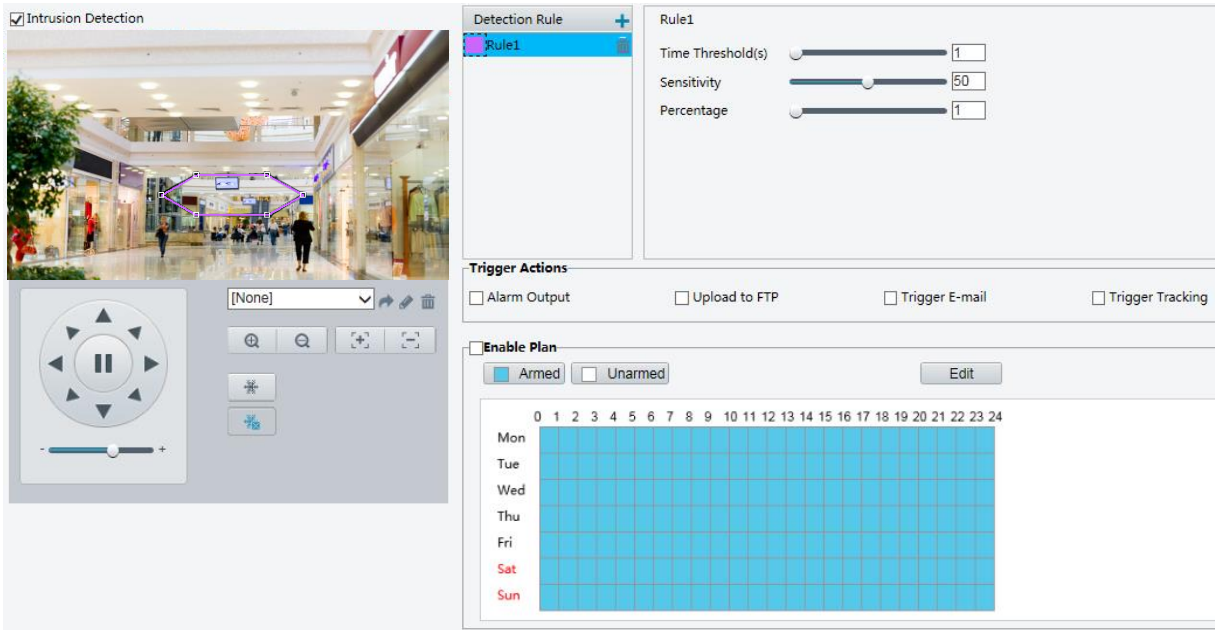 Intrusion Detection
Detection Rule
Rule1
Rule1
Time Threshold(s) 1
Sensitivity 50
Percentage 1
[None]
- +
Trigger Actions
Alarm Output Upload to FTP Trigger E-mail Trigger Tracking
Enable Plan
Armed Unarmed Edit
0 1 2 3 4 5 6 7 8 9 10 11 12 13 14 15 16 17 18 19 20 21 22 23 24
Mon
Tue
Wed
Thu
Fri
Sat
Sun